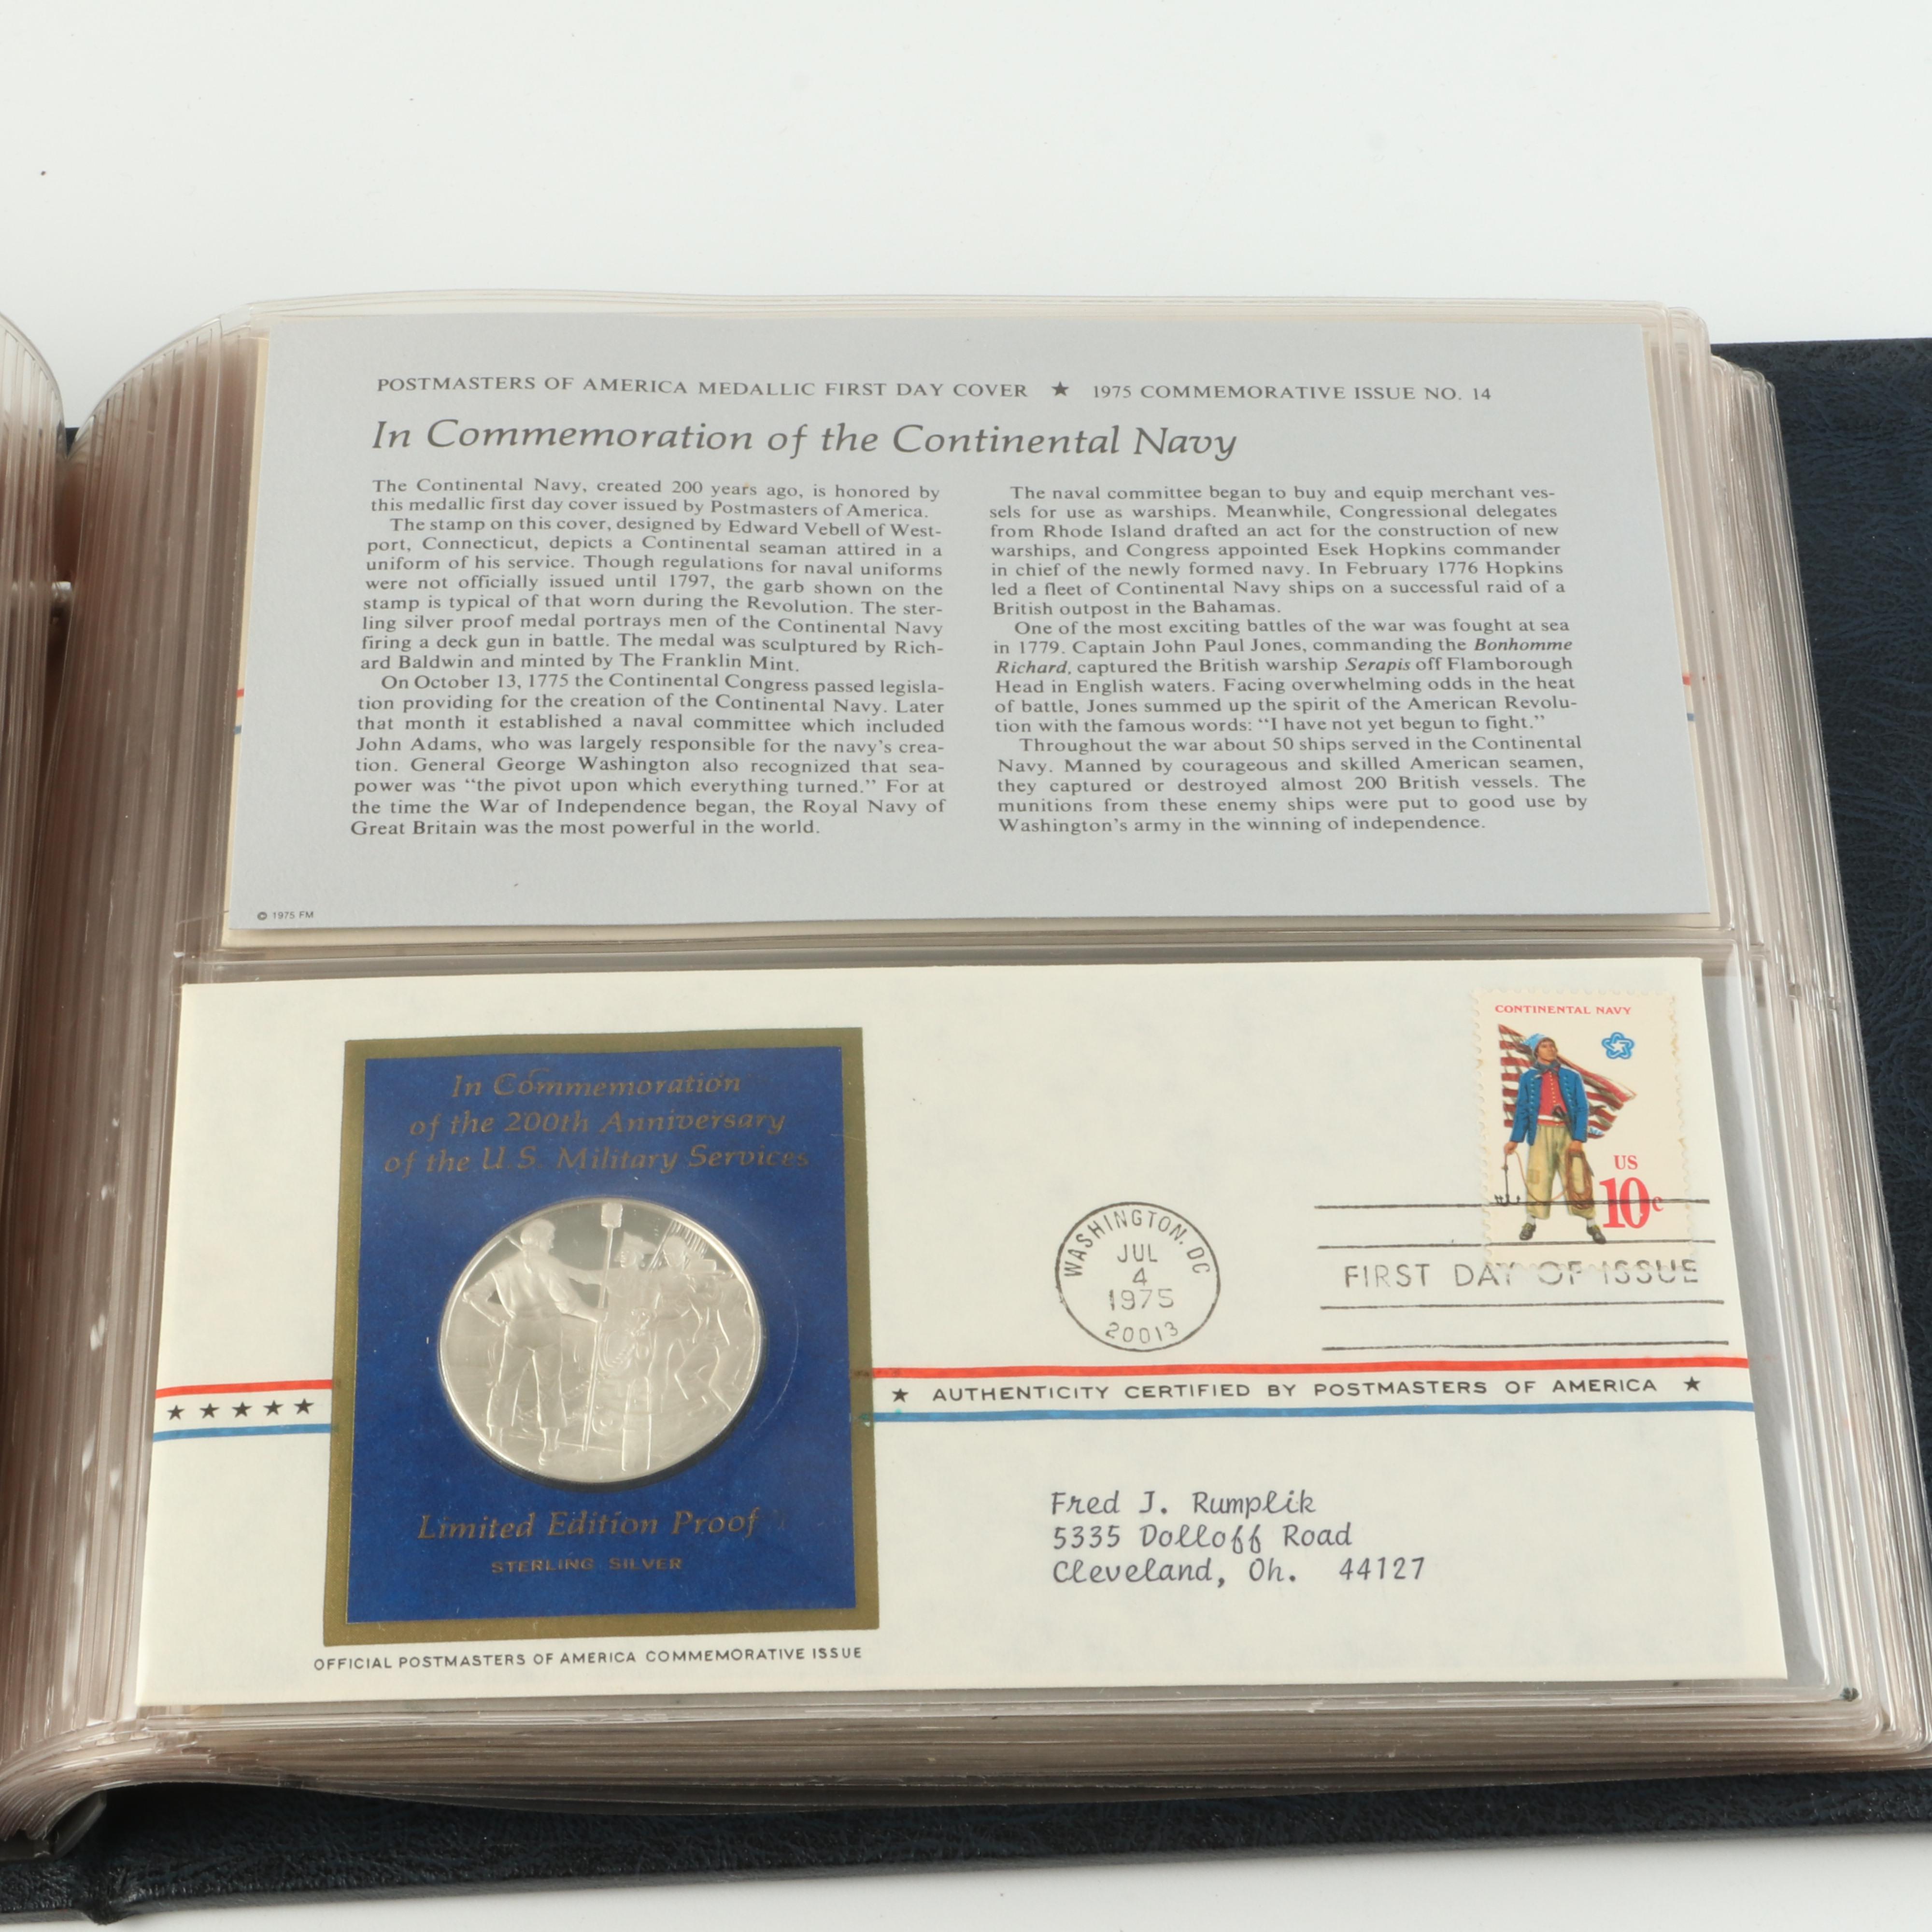 POSTMASTERS OF AMERICA MEDALLIC FIRST DAY COVER ★ 1975 COMMEMORATIVE ISSUE NO. 14
In Commemoration of the Continental Navy
The Continental Navy, created 200 years ago, is honored by
this medallic first day cover issued by Postmasters of America.
The stamp on this cover, designed by Edward Vebell of West-
port, Connecticut, depicts a Continental seaman attired in a
uniform of his service. Though regulations for naval uniforms
were not officially issued until 1797, the garb shown on the
stamp is typical of that worn during the Revolution. The ster-
ling silver proof medal portrays men of the Continental Navy
firing a deck gun in battle. The medal was sculptured by Rich-
ard Baldwin and minted by The Franklin Mint.
On October 13, 1775 the Continental Congress passed legisla-
tion providing for the creation of the Continental Navy. Later
that month it established a naval committee which included
John Adams, who was largely responsible for the navy's crea-
tion. General George Washington also recognized that sea-
power was "the pivot upon which everything turned." For at
the time the War of Independence began, the Royal Navy of
Great Britain was the most powerful in the world.
The naval committee began to buy and equip merchant ves-
sels for use as warships. Meanwhile, Congressional delegates
from Rhode Island drafted an act for the construction of new
warships, and Congress appointed Esek Hopkins commander
in chief of the newly formed navy. In February 1776 Hopkins
led a fleet of Continental Navy ships on a successful raid of a
British outpost in the Bahamas.
One of the most exciting battles of the war was fought at sea
in 1779. Captain John Paul Jones, commanding the Bonhomme
Richard, captured the British warship Serapis off Flamborough
Head in English waters. Facing overwhelming odds in the heat
of battle, Jones summed up the spirit of the American Revolu-
tion with the famous words: "I have not yet begun to fight."
Throughout the war about 50 ships served in the Continental
Navy. Manned by courageous and skilled American seamen,
they captured or destroyed almost 200 British vessels. The
munitions from these enemy ships were put to good use by
Washington's army in the winning of independence.
© 1975 FM
CONTINENTAL NAVY
US
10c
In Commemoration
of the 200th Anniversary
of the U.S. Military Services
WASHINGTON, DC
JUL
4
1975
20013
FIRST DAY OF ISSUE
★ ★ ★ ★ ★
★ AUTHENTICITY CERTIFIED BY POSTMASTERS OF AMERICA ★
Limited Edition Proof
STERLING SILVER
Fred J. Rumplik
5335 Dolloff Road
Cleveland, Oh. 44127
OFFICIAL POSTMASTERS OF AMERICA COMMEMORATIVE ISSUE